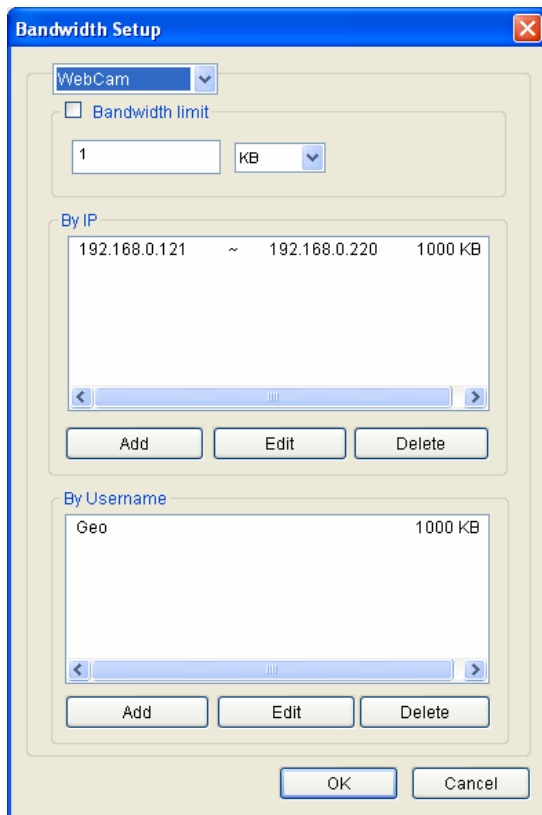 Bandwidth Setup
WebCam
Bandwidth limit
1 KB
By IP
192.168.0.121 ~ 192.168.0.220 1000 KB
Add Edit Delete
By Username
Geo 1000 KB
Add Edit Delete
OK Cancel